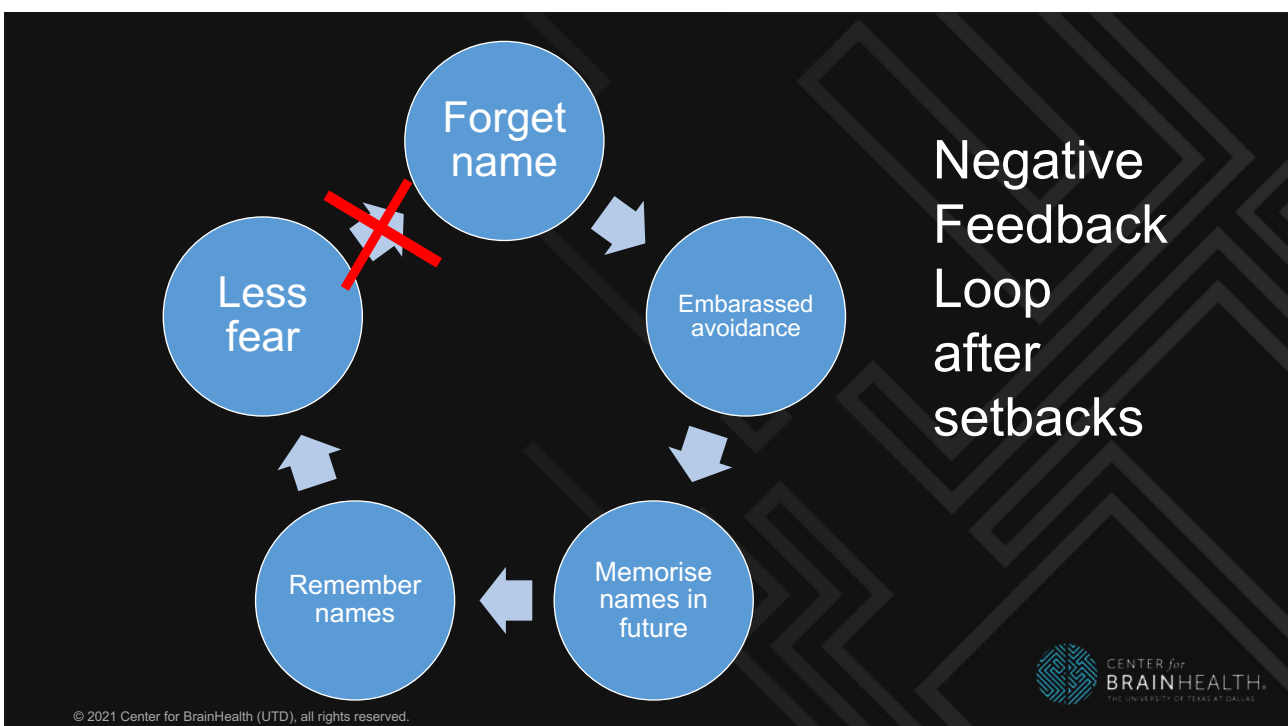 Forget
name
Embarassed
avoidance
Memorise
names in
future
Remember
names
Less
fear
Negative
Feedback
Loop
after
setbacks
CENTER for
BRAINHEALTH®
THE UNIVERSITY OF TEXAS AT DALLAS
© 2021 Center for BrainHealth (UTD), all rights reserved.